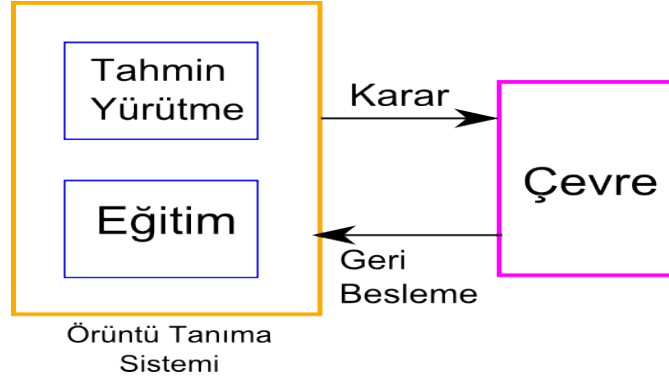 Tahmin
Yürütme
Karar
Çevre
Eğitim
Geri
Besleme
Örüntü Tanıma
Sistemi